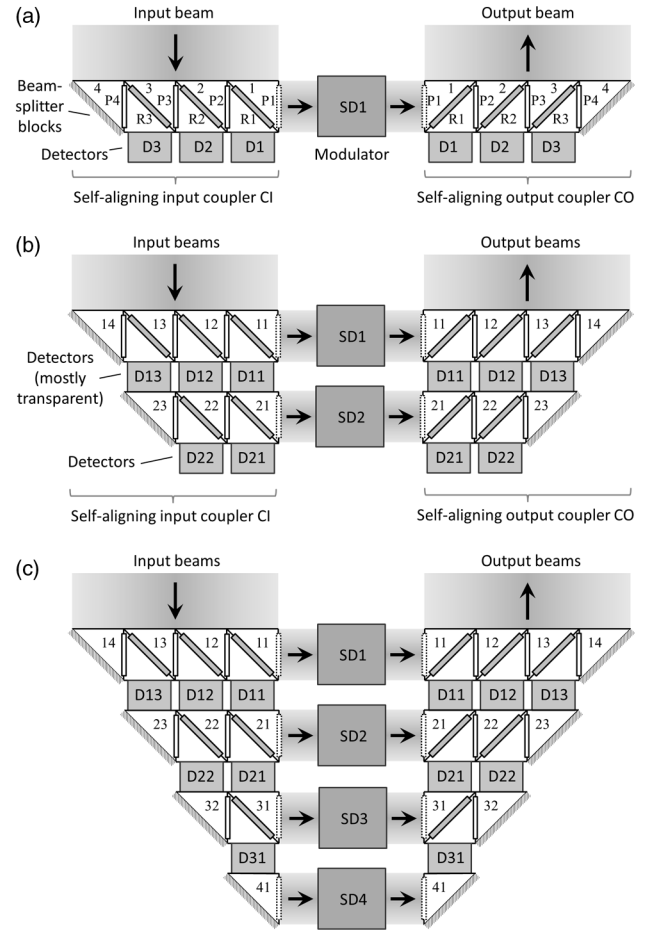 (a)
Input beam
Output beam
Beam-
splitter
blocks
4 3 2 1
P4 P3 P2 P1
R3 R2 R1
SD1
1 2 3 4
P1 P2 P3 P4
R1 R2 R3
Detectors
D3 D2 D1
Modulator
D1 D2 D3
Self-aligning input coupler CI
Self-aligning output coupler CO
(b)
Input beams
Output beams
14 13 12 11
SD1
11 12 13 14
Detectors
(mostly
transparent)
D13 D12 D11
D11 D12 D13
23 22 21
SD2
21 22 23
Detectors
D22 D21
D21 D22
Self-aligning input coupler CI
Self-aligning output coupler CO
(c)
Input beams
Output beams
14 13 12 11
SD1
11 12 13 14
D13 D12 D11
D11 D12 D13
23 22 21
SD2
21 22 23
D22 D21
D21 D22
32 31
SD3
31 32
D31
D31
41
SD4
41